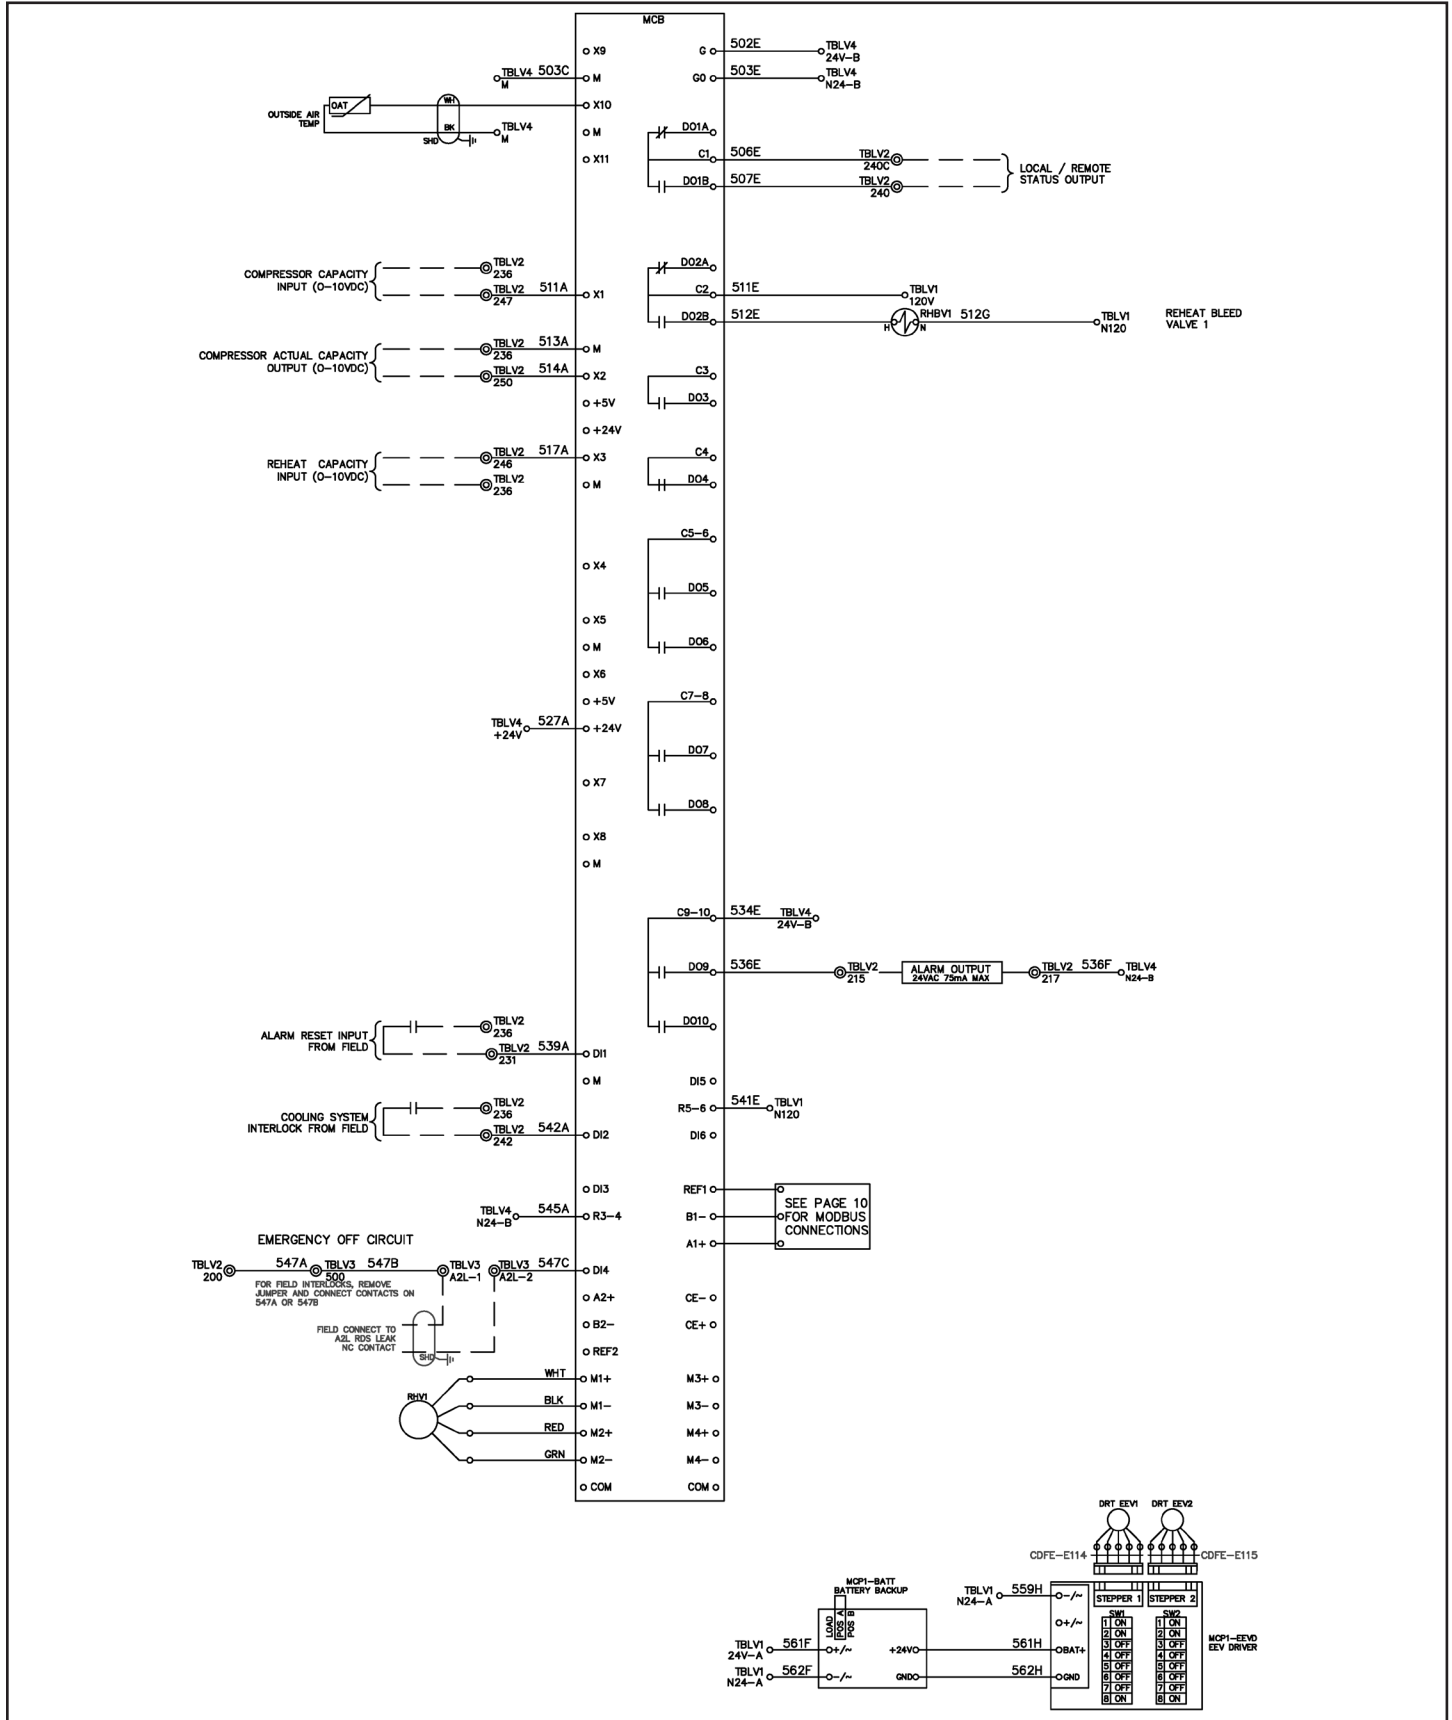 MCB
X9
G
502E
TBLV4
24V-B
TBLV4
M
503C
M
G0
503E
TBLV4
N24-B
OUTSIDE AIR
TEMP
OAT
WH
X10
BK
SHD
TBLV4
M
M
DO1A
X11
C1
506E
TBLV2
240C
DO1B
507E
TBLV2
240
LOCAL / REMOTE
STATUS OUTPUT
COMPRESSOR CAPACITY
INPUT (0-10VDC)
TBLV2
236
TBLV2
247
511A
X1
DO2A
C2
511E
TBLV1
120V
DO2B
512E
H
N
RHBV1
512G
TBLV1
N120
REHEAT BLEED
VALVE 1
COMPRESSOR ACTUAL CAPACITY
OUTPUT (0-10VDC)
TBLV2
236
513A
M
TBLV2
250
514A
X2
C3
+5V
DO3
+24V
REHEAT CAPACITY
INPUT (0-10VDC)
TBLV2
246
517A
X3
C4
TBLV2
236
M
DO4
C5-6
X4
DO5
X5
M
DO6
X6
+5V
C7-8
TBLV4
+24V
527A
+24V
DO7
X7
DO8
X8
M
C9-10
534E
TBLV4
24V-B
DO9
536E
TBLV2
215
ALARM OUTPUT
24VAC 75mA MAX
TBLV2
217
536F
TBLV4
N24-B
DO10
ALARM RESET INPUT
FROM FIELD
TBLV2
236
TBLV2
231
539A
DI1
M
DI5
COOLING SYSTEM
INTERLOCK FROM FIELD
TBLV2
236
R5-6
541E
TBLV1
N120
TBLV2
242
542A
DI2
DI6
DI3
REF1
TBLV4
N24-B
545A
R3-4
B1-
A1+
SEE PAGE 10
FOR MODBUS
CONNECTIONS
EMERGENCY OFF CIRCUIT
TBLV2
200
547A
TBLV3
500
547B
TBLV3
A2L-1
TBLV3
A2L-2
547C
DI4
FOR FIELD INTERLOCKS, REMOVE
JUMPER AND CONNECT CONTACTS ON
547A OR 547B
A2+
CE-
B2-
CE+
FIELD CONNECT TO
A2L RDS LEAK
NC CONTACT
SHD
REF2
RHV1
WHT
M1+
M3+
BLK
M1-
M3-
RED
M2+
M4+
GRN
M2-
M4-
COM
COM
DRT EEV1
DRT EEV2
CDFE-E114
CDFE-E115
MCP1-BATT
BATTERY BACKUP
LOAD
POS A
POS B
TBLV1
24V-A
561F
+/~
+24V
561H
BAT+
TBLV1
N24-A
562F
-/~
GND
562H
GND
TBLV1
N24-A
559H
-/~
+/~
STEPPER 1
STEPPER 2
SW1
1 ON
2 ON
3 OFF
4 OFF
5 OFF
6 OFF
7 OFF
8 ON
SW2
1 ON
2 ON
3 OFF
4 OFF
5 OFF
6 OFF
7 OFF
8 ON
MCP1-EEVD
EEV DRIVER